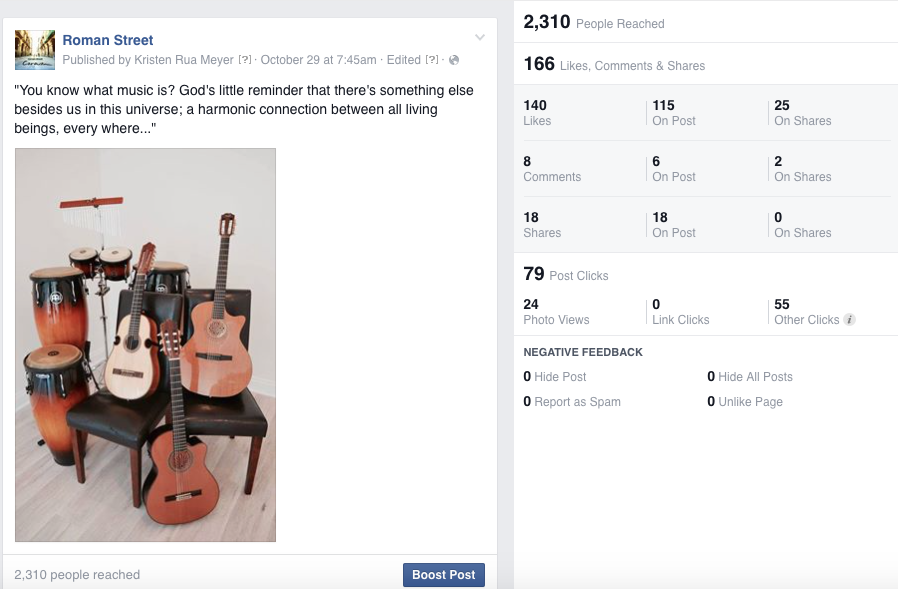 Roman Street
Published by Kristen Rua Meyer [?] · October 29 at 7:45am · Edited [?] ·
"You know what music is? God's little reminder that there's something else
besides us in this universe; a harmonic connection between all living
beings, every where..."
2,310 people reached
Boost Post
2,310 People Reached
166 Likes, Comments & Shares
140 115 25
Likes On Post On Shares
8 6 2
Comments On Post On Shares
18 18 0
Shares On Post On Shares
79 Post Clicks
24 0 55
Photo Views Link Clicks Other Clicks i
NEGATIVE FEEDBACK
0 Hide Post 0 Hide All Posts
0 Report as Spam 0 Unlike Page